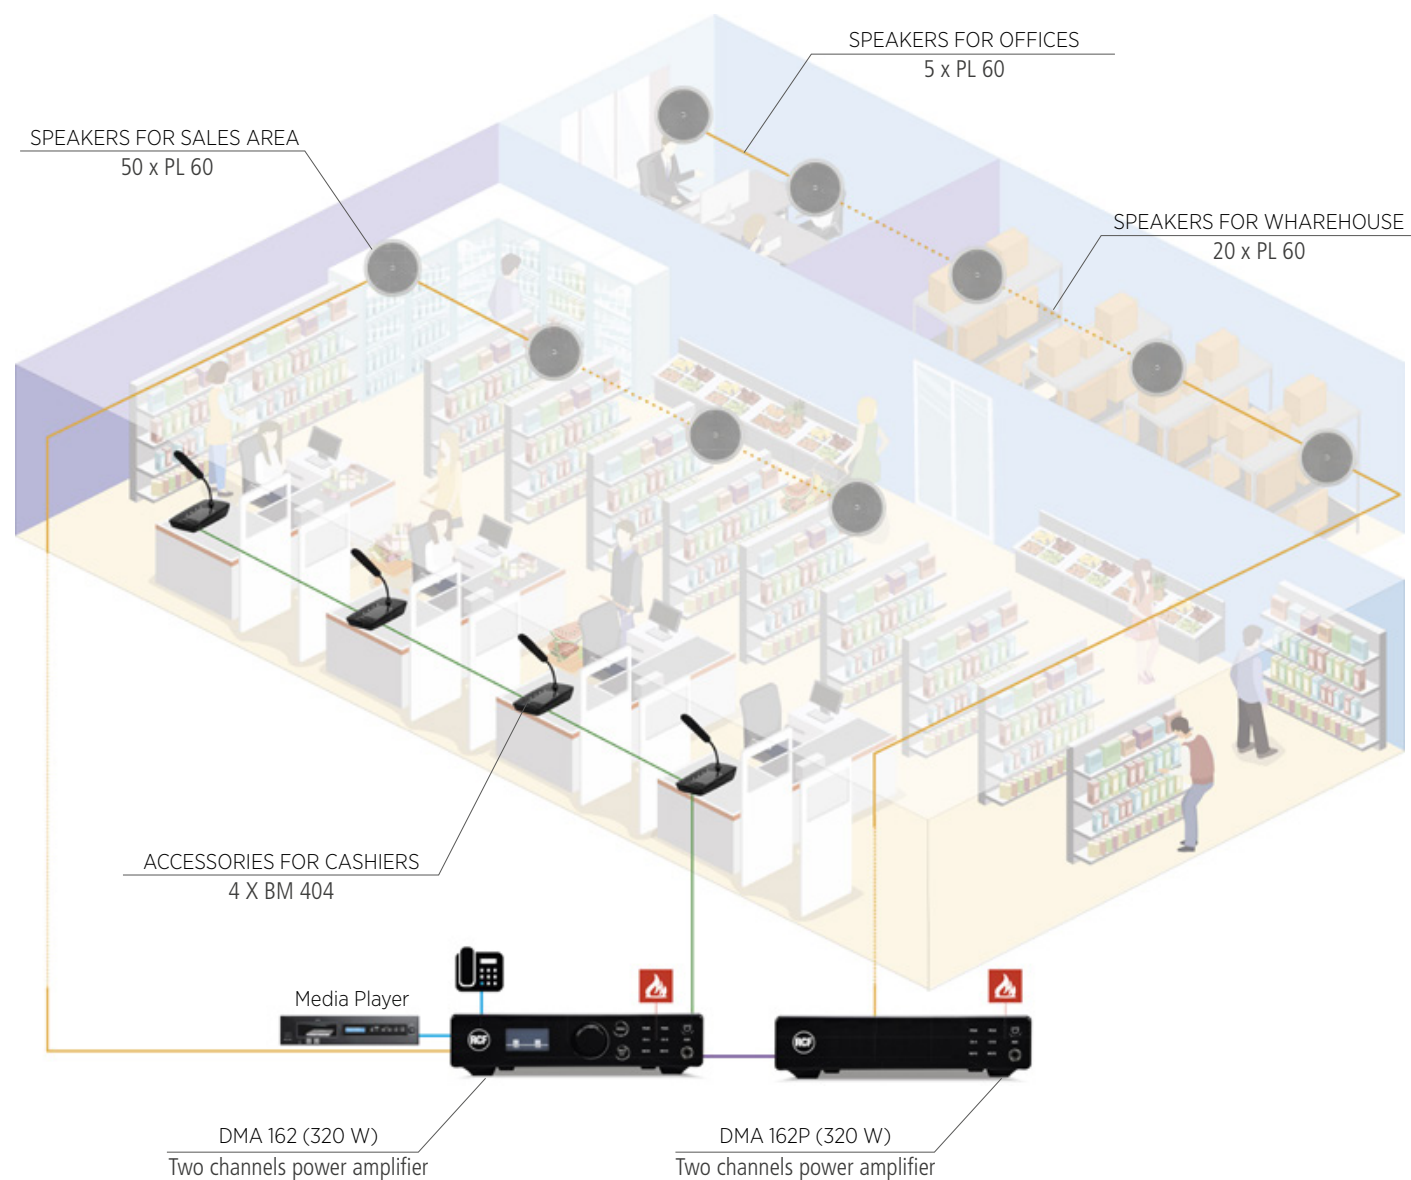 SPEAKERS FOR OFFICES
5 x PL 60
SPEAKERS FOR SALES AREA
50 x PL 60
SPEAKERS FOR WHAREHOUSE
20 x PL 60
ACCESSORIES FOR CASHIERS
4 X BM 404
Media Player
RCF
RCF
DMA 162 (320 W)
Two channels power amplifier
DMA 162P (320 W)
Two channels power amplifier